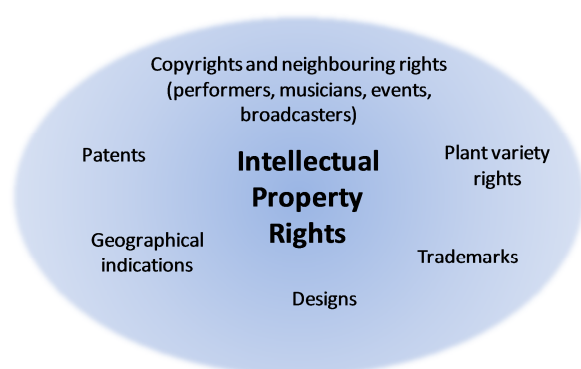 Copyrights and neighbouring rights
(performers, musicians, events,
broadcasters)
Patents
Intellectual
Property
Rights
Plant variety
rights
Geographical
indications
Trademarks
Designs